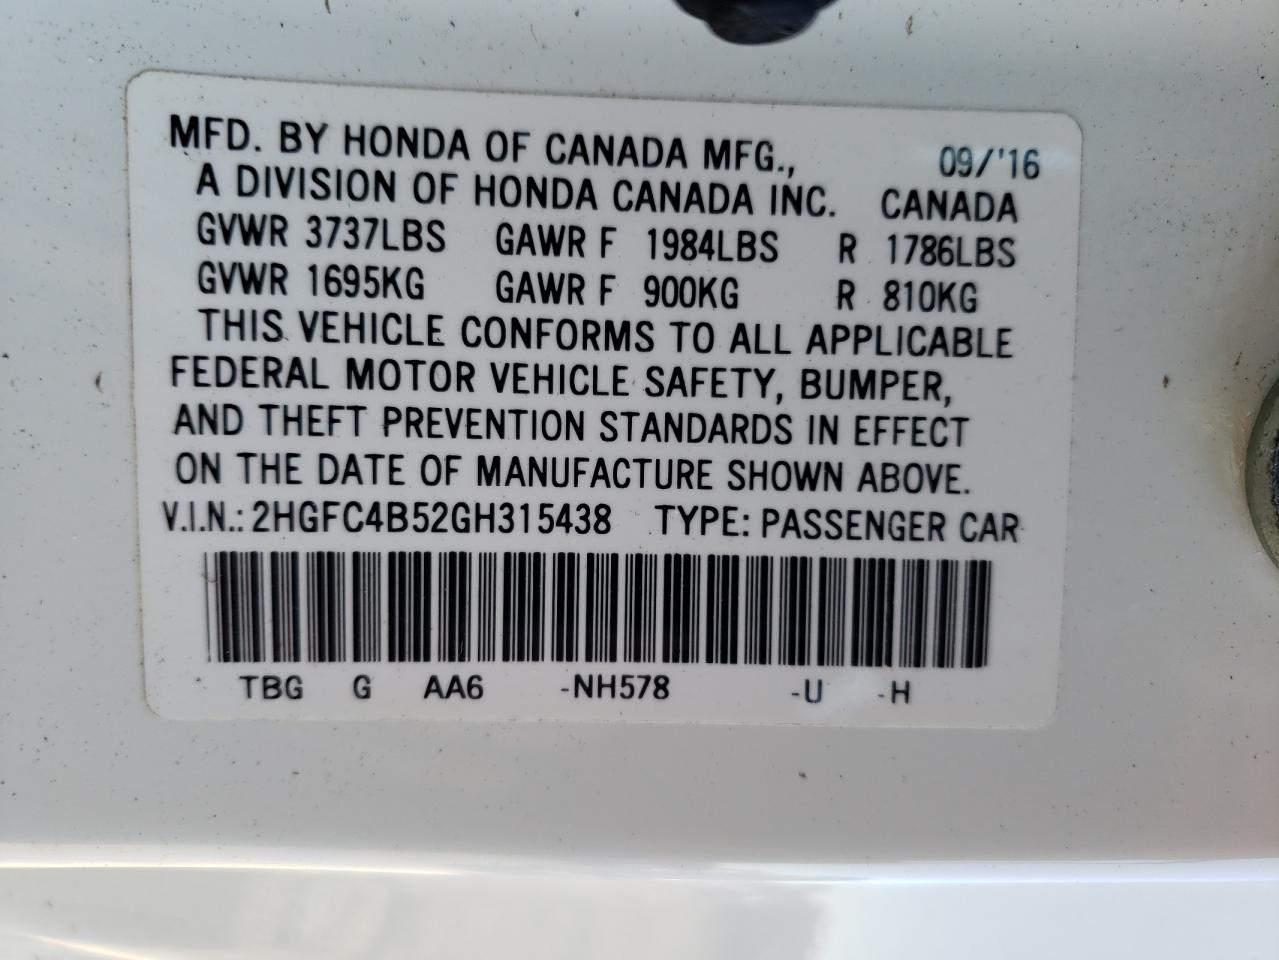 MFD. BY HONDA OF CANADA MFG., 09/'16
A DIVISION OF HONDA CANADA INC. CANADA
GVWR 3737LBS GAWR F 1984LBS R 1786LBS
GVWR 1695KG GAWR F 900KG R 810KG
THIS VEHICLE CONFORMS TO ALL APPLICABLE
FEDERAL MOTOR VEHICLE SAFETY, BUMPER,
AND THEFT PREVENTION STANDARDS IN EFFECT
ON THE DATE OF MANUFACTURE SHOWN ABOVE.
V.I.N.: 2HGFC4B52GH315438 TYPE: PASSENGER CAR
TBG G AA6 -NH578 -U -H